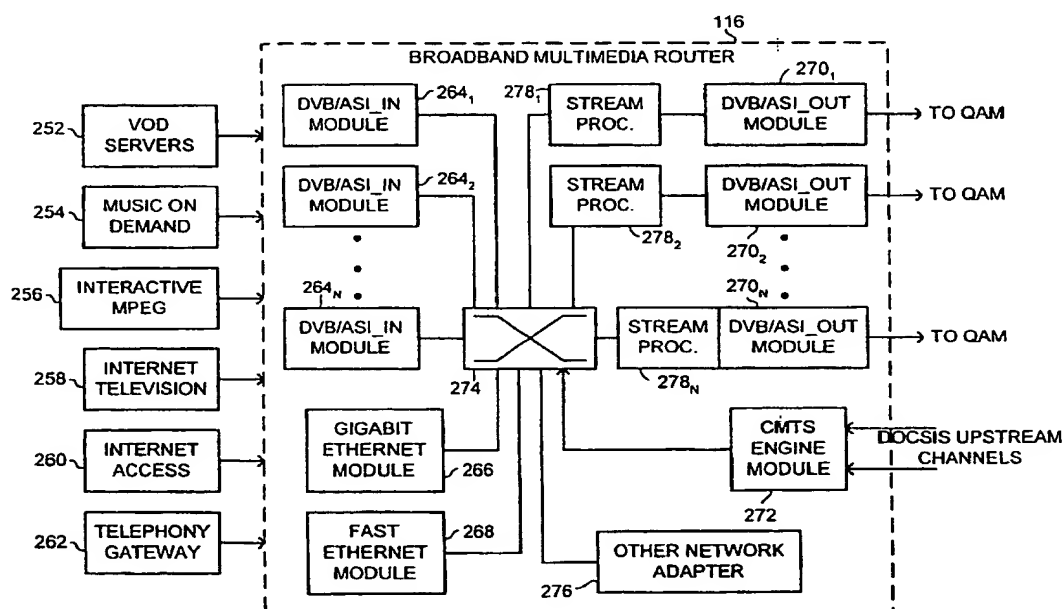 116
BROADBAND MULTIMEDIA ROUTER
252
VOD
SERVERS
254
MUSIC ON
DEMAND
256
INTERACTIVE
MPEG
258
INTERNET
TELEVISION
260
INTERNET
ACCESS
262
TELEPHONY
GATEWAY
DVB/ASI_IN
MODULE
264₁
DVB/ASI_IN
MODULE
264₂
264N
DVB/ASI_IN
MODULE
GIGABIT
ETHERNET
MODULE
266
FAST
ETHERNET
MODULE
268
274
278₁
STREAM
PROC.
270₁
DVB/ASI_OUT
MODULE
TO QAM
STREAM
PROC.
278₂
DVB/ASI_OUT
MODULE
270₂
TO QAM
270N
STREAM
PROC.
278N
DVB/ASI_OUT
MODULE
TO QAM
CMTS
ENGINE
MODULE
272
DOCSIS UPSTREAM
CHANNELS
276
OTHER NETWORK
ADAPTER